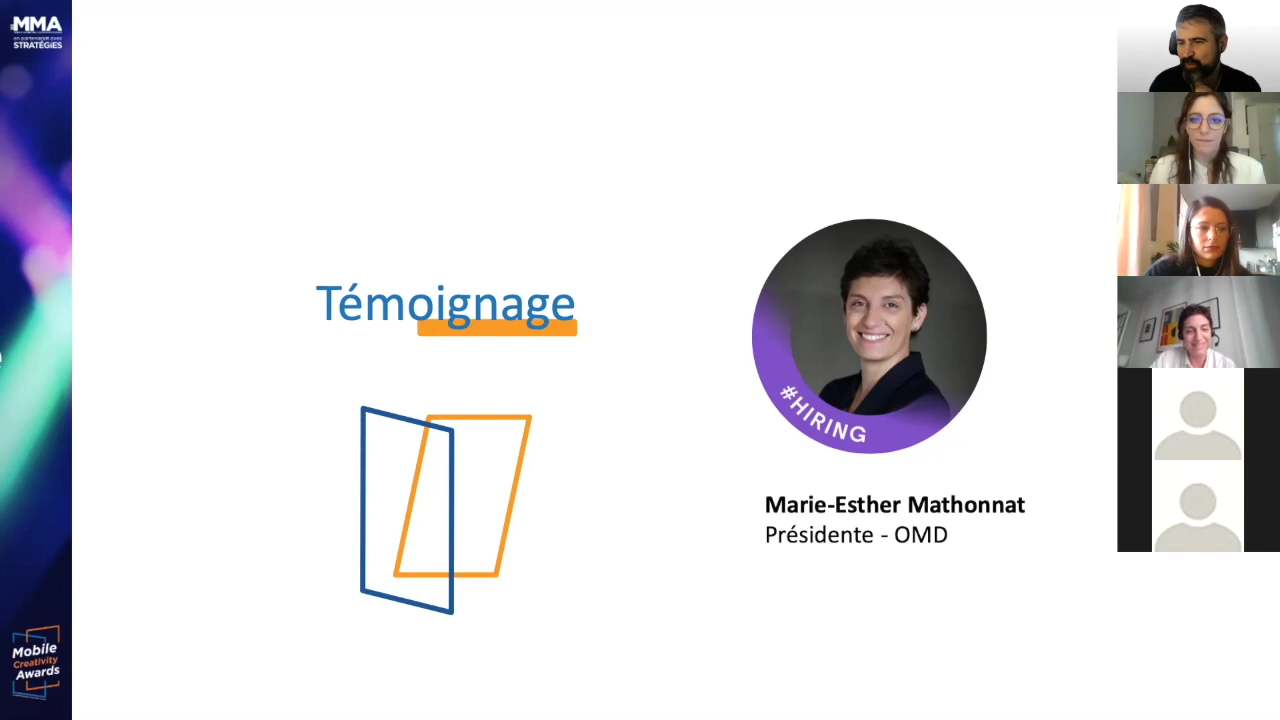 MMA
en partenariat avec
STRATÉGIES
Témoignage
#HIRING
Marie-Esther Mathonnat
Présidente - OMD
e
Mobile
Creativity
Awards